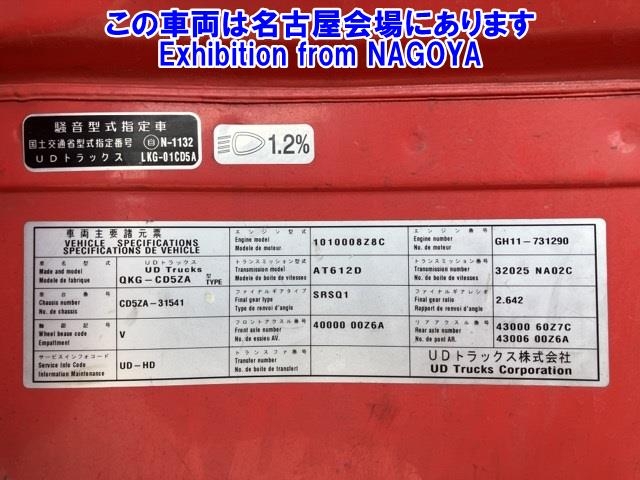 この車両は名古屋会場にあります
Exhibition from NAGOYA
騒音型式指定車
国土交通省型式指定番号 自 N-1132
UDトラックス LKG-01CD5A
1.2%
車両主要諸元票
VEHICLE SPECIFICATIONS
SPECIFICATIONS DE VEHICLE
エンジン型式
Engine model
Modele de moteur
1010008Z8C
エンジン番号
Engine number
No. de moteur
GH11-731290
車名型式
Made and model
Modele de fabrique
UDトラックス
UD Trucks
QKG-CD5ZA 型 TYPE
トランスミッション型式
Transmission model
Modele de boite de vitesses
AT612D
トランスミッション番号
Transmission number
No. de boite de vitesses
32025 NA02C
車台番号
Chassis number
No. de chassis
CD5ZA-31541
ファイナルギアタイプ
Final gear type
Type de renvoi d'angle
SRSQ1
ファイナルギアレシオ
Final gear ratio
Rapport de renvoi d'angle
2.642
軸距記号
Wheel bease code
Empattement
V
フロントアクスル番号
Front axle number
No. de essieu AV.
40000 00Z6A
リアアクスル番号
Rear axle number
No. de pont AR.
43000 60Z7C
43006 00Z6A
サービスインフォコード
Service Info Code
Information Maintenance
UD-HD
トランスファ番号
Transfer number
No. de boite de transfert
UDトラックス株式会社
UD Trucks Corporation